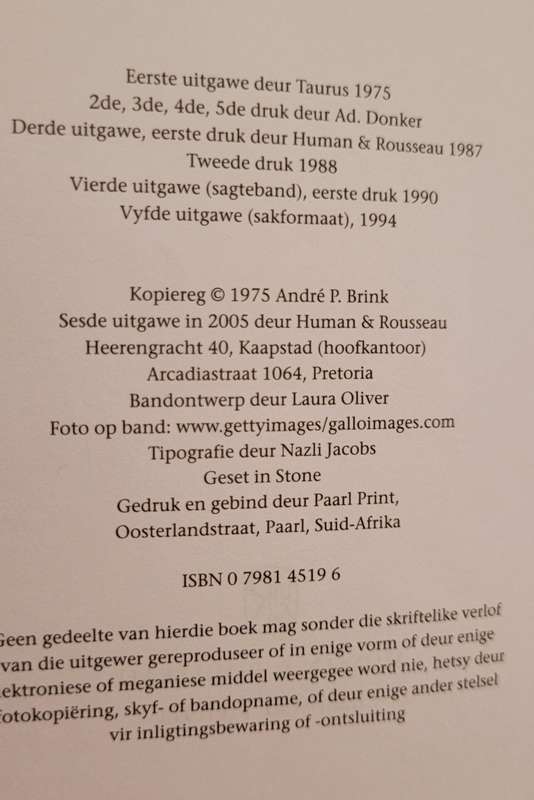 Eerste uitgawe deur Taurus 1975
2de, 3de, 4de, 5de druk deur Ad. Donker
Derde uitgawe, eerste druk deur Human & Rousseau 1987
Tweede druk 1988
Vierde uitgawe (sagteband), eerste druk 1990
Vyfde uitgawe (sakformaat), 1994
Kopiereg © 1975 André P. Brink
Sesde uitgawe in 2005 deur Human & Rousseau
Heerengracht 40, Kaapstad (hoofkantoor)
Arcadiastraat 1064, Pretoria
Bandontwerp deur Laura Oliver
Foto op band: www.gettyimages/galloimages.com
Tipografie deur Nazli Jacobs
Geset in Stone
Gedruk en gebind deur Paarl Print,
Oosterlandstraat, Paarl, Suid-Afrika
ISBN 0 7981 4519 6
Geen gedeelte van hierdie boek mag sonder die skriftelike verlof
van die uitgewer gereproduseer of in enige vorm of deur enige
ektroniese of meganiese middel weergegee word nie, hetsy deur
fotokopiëring, skyf- of bandopname, of deur enige ander stelsel
vir inligtingsbewaring of -ontsluiting